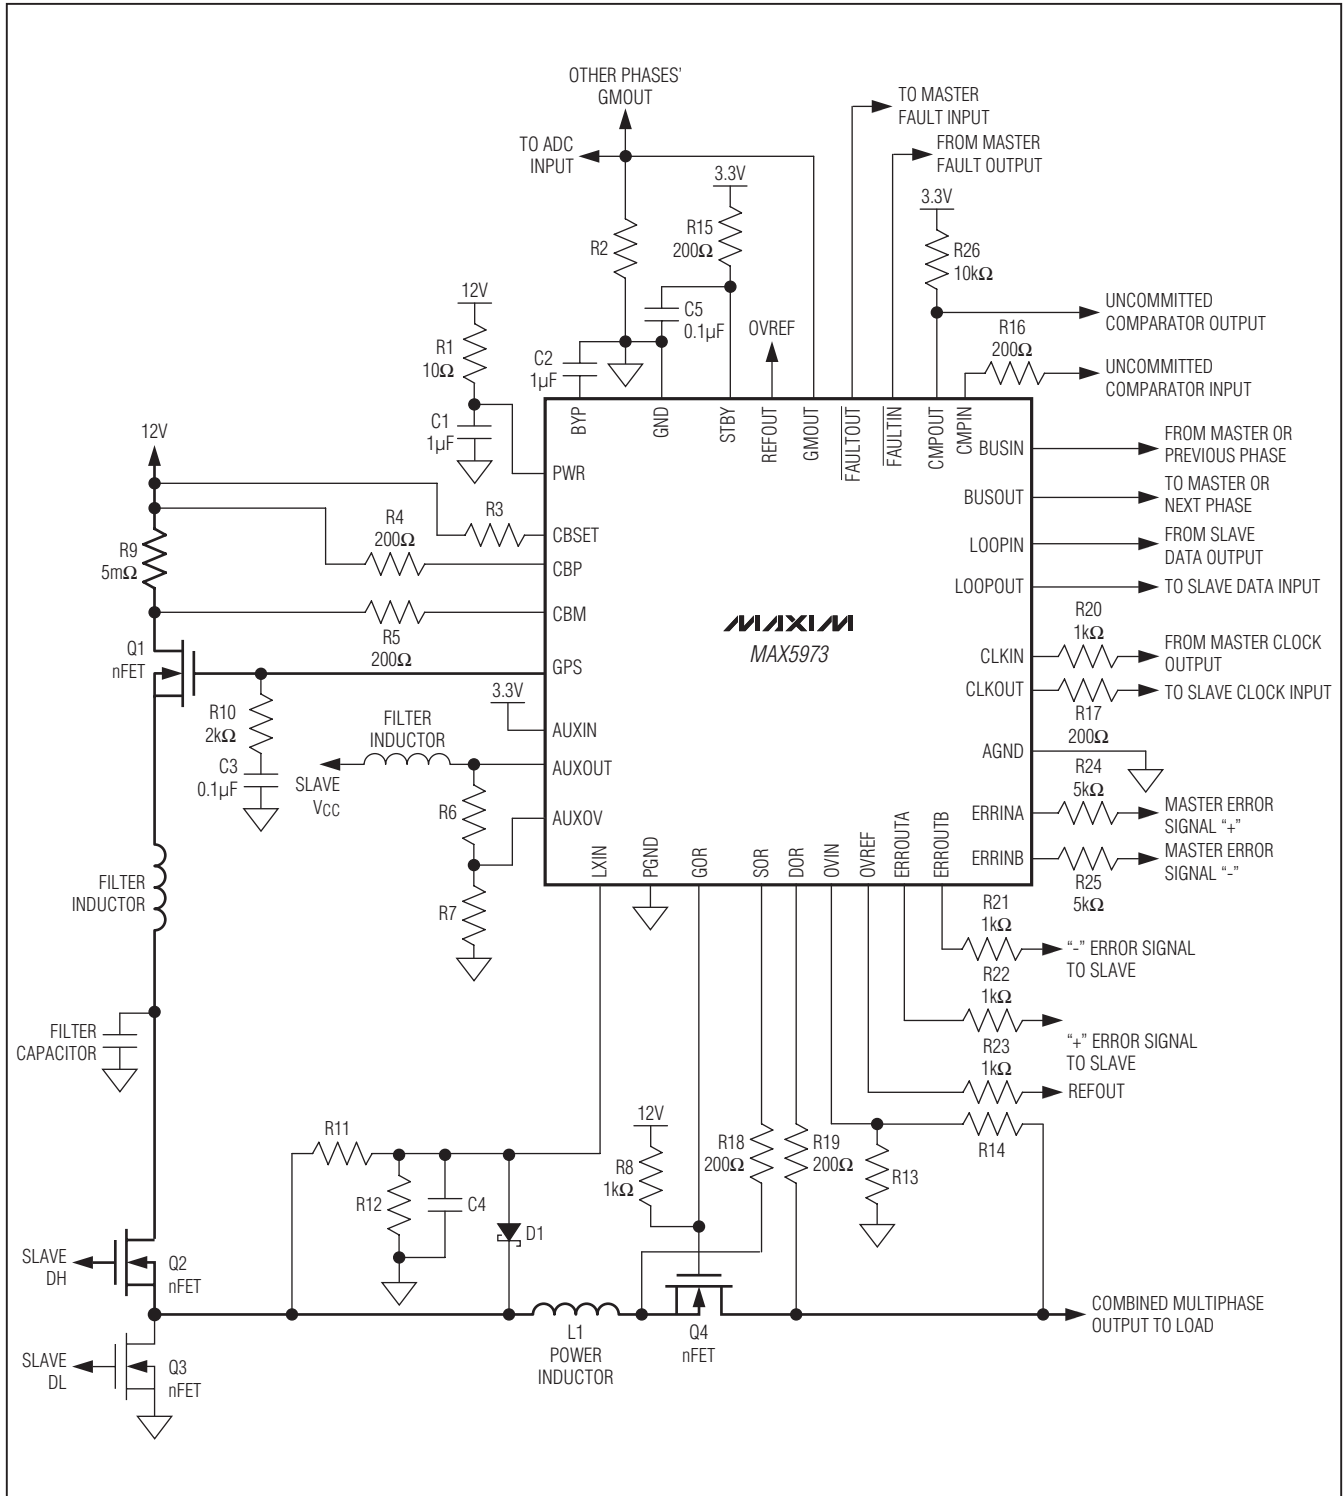 OTHER PHASES'
GMOUT
TO ADC
INPUT
TO MASTER
FAULT INPUT
FROM MASTER
FAULT OUTPUT
3.3V
R15
200Ω
3.3V
R2
R26
10kΩ
12V
C5
0.1µF
OVREF
UNCOMMITTED
COMPARATOR OUTPUT
R1
10Ω
C2
1µF
R16
200Ω
UNCOMMITTED
COMPARATOR INPUT
C1
1µF
BYP
GND
STBY
REFOUT
GMOUT
FAULTOUT
FAULTIN
CMPOUT
CMPIN
12V
PWR
BUSIN
FROM MASTER OR
PREVIOUS PHASE
BUSOUT
TO MASTER OR
NEXT PHASE
R3
CBSET
R4
200Ω
LOOPIN
FROM SLAVE
DATA OUTPUT
R9
5mΩ
CBP
LOOPOUT
TO SLAVE DATA INPUT
CBM
R5
200Ω
MAXIM
MAX5973
R20
1kΩ
CLKIN
FROM MASTER CLOCK
OUTPUT
Q1
nFET
GPS
CLKOUT
TO SLAVE CLOCK INPUT
R17
200Ω
3.3V
R10
2kΩ
FILTER
INDUCTOR
AUXIN
AGND
C3
0.1µF
SLAVE
VCC
AUXOUT
R24
5kΩ
R6
AUXOV
ERRINA
MASTER ERROR
SIGNAL “+”
ERRINB
MASTER ERROR
SIGNAL “-”
R25
5kΩ
LXIN
PGND
GOR
SOR
DOR
OVIN
OVREF
ERROUTA
ERROUTB
FILTER
INDUCTOR
R7
R21
1kΩ
“-” ERROR SIGNAL
TO SLAVE
R22
1kΩ
“+” ERROR SIGNAL
TO SLAVE
FILTER
CAPACITOR
R23
1kΩ
REFOUT
R14
R11
12V
R8
1kΩ
R18
200Ω
R19
200Ω
R13
R12
C4
D1
SLAVE
DH
Q2
nFET
L1
POWER
INDUCTOR
Q4
nFET
COMBINED MULTIPHASE
OUTPUT TO LOAD
SLAVE
DL
Q3
nFET